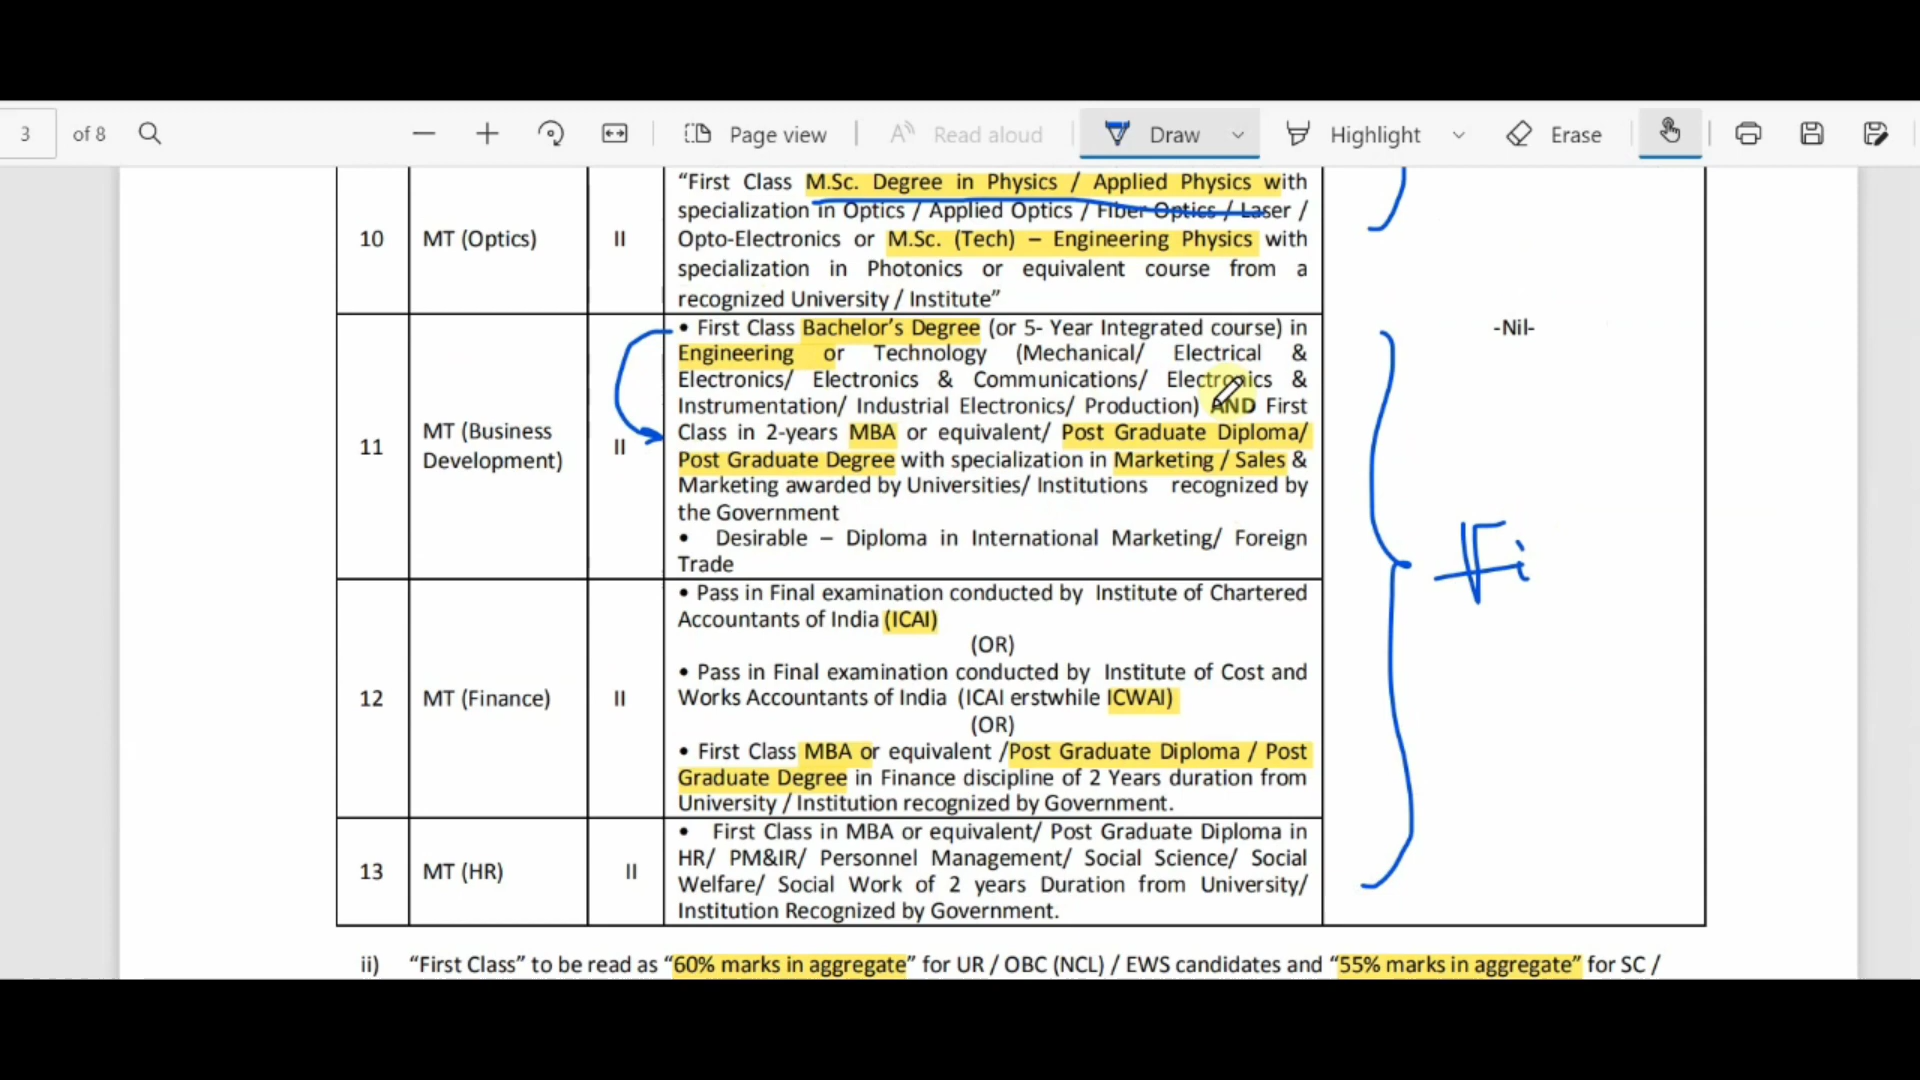 3 of 8 Page view Read aloud Draw Highlight Erase
“First Class M.Sc. Degree in Physics / Applied Physics with
specialization in Optics / Applied Optics / Fiber Optics / Laser /
10 MT (Optics) II Opto-Electronics or M.Sc. (Tech) – Engineering Physics with
specialization in Photonics or equivalent course from a
recognized University / Institute”
• First Class Bachelor’s Degree (or 5- Year Integrated course) in
-Nil-
Engineering or Technology (Mechanical/ Electrical &
Electronics/ Electronics & Communications/ Electronics &
Instrumentation/ Industrial Electronics/ Production) AND First
11 MT (Business Development) II
Class in 2-years MBA or equivalent/ Post Graduate Diploma/
Post Graduate Degree with specialization in Marketing / Sales &
Marketing awarded by Universities/ Institutions recognized by
the Government
• Desirable – Diploma in International Marketing/ Foreign
Trade
• Pass in Final examination conducted by Institute of Chartered
Accountants of India (ICAI)
(OR)
• Pass in Final examination conducted by Institute of Cost and
12 MT (Finance) II Works Accountants of India (ICAI erstwhile ICWAI)
(OR)
• First Class MBA or equivalent /Post Graduate Diploma / Post
Graduate Degree in Finance discipline of 2 Years duration from
University / Institution recognized by Government.
• First Class in MBA or equivalent/ Post Graduate Diploma in
HR/ PM&IR/ Personnel Management/ Social Science/ Social
13 MT (HR) II Welfare/ Social Work of 2 years Duration from University/
Institution Recognized by Government.
ii) “First Class” to be read as “60% marks in aggregate” for UR / OBC (NCL) / EWS candidates and “55% marks in aggregate” for SC /